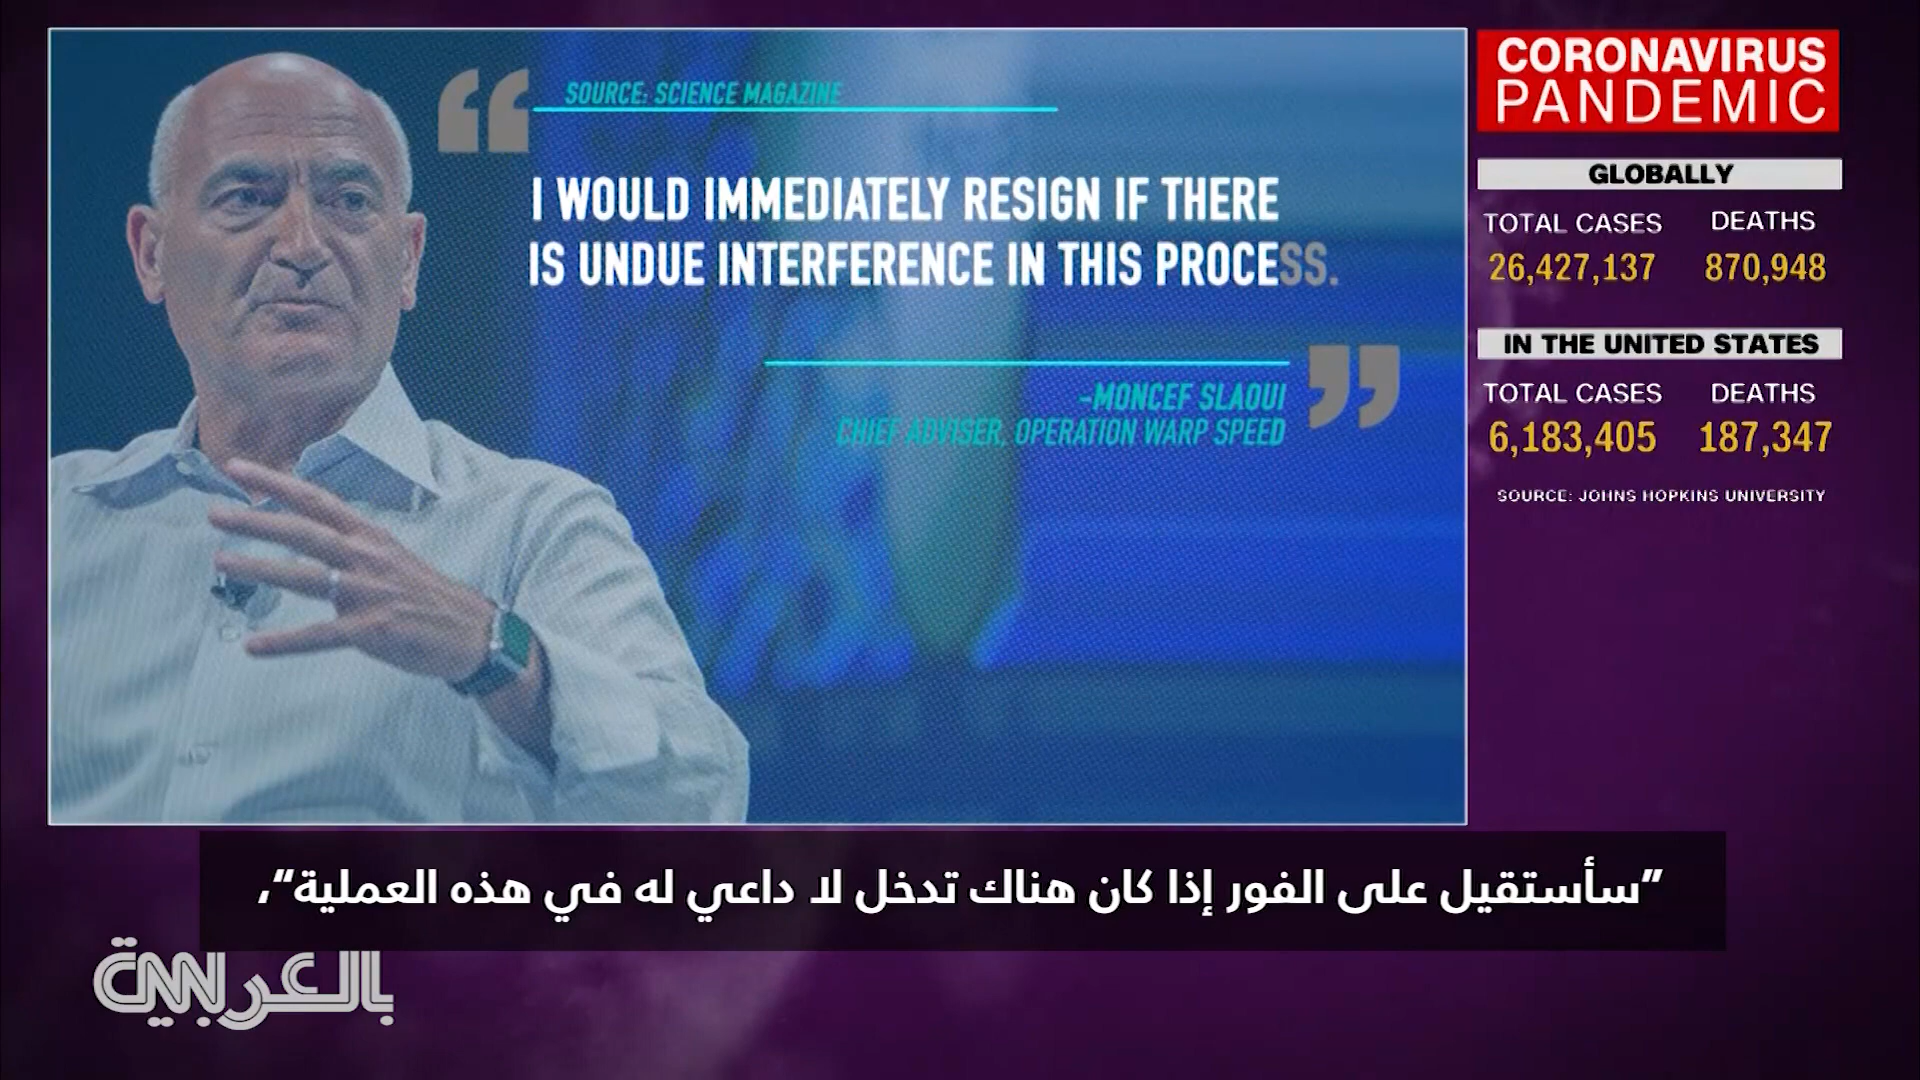 SOURCE: SCIENCE MAGAZINE
“
I WOULD IMMEDIATELY RESIGN IF THERE
IS UNDUE INTERFERENCE IN THIS PROCESS.
”
-MONCEF SLAOUI
CHIEF ADVISER, OPERATION WARP SPEED
CORONAVIRUS
PANDEMIC
GLOBALLY
TOTAL CASES DEATHS
26,427,137 870,948
IN THE UNITED STATES
TOTAL CASES DEATHS
6,183,405 187,347
SOURCE: JOHNS HOPKINS UNIVERSITY
”سأستقيل على الفور إذا كان هناك تدخل لا داعي له في هذه العملية“،
CNN بالعربية